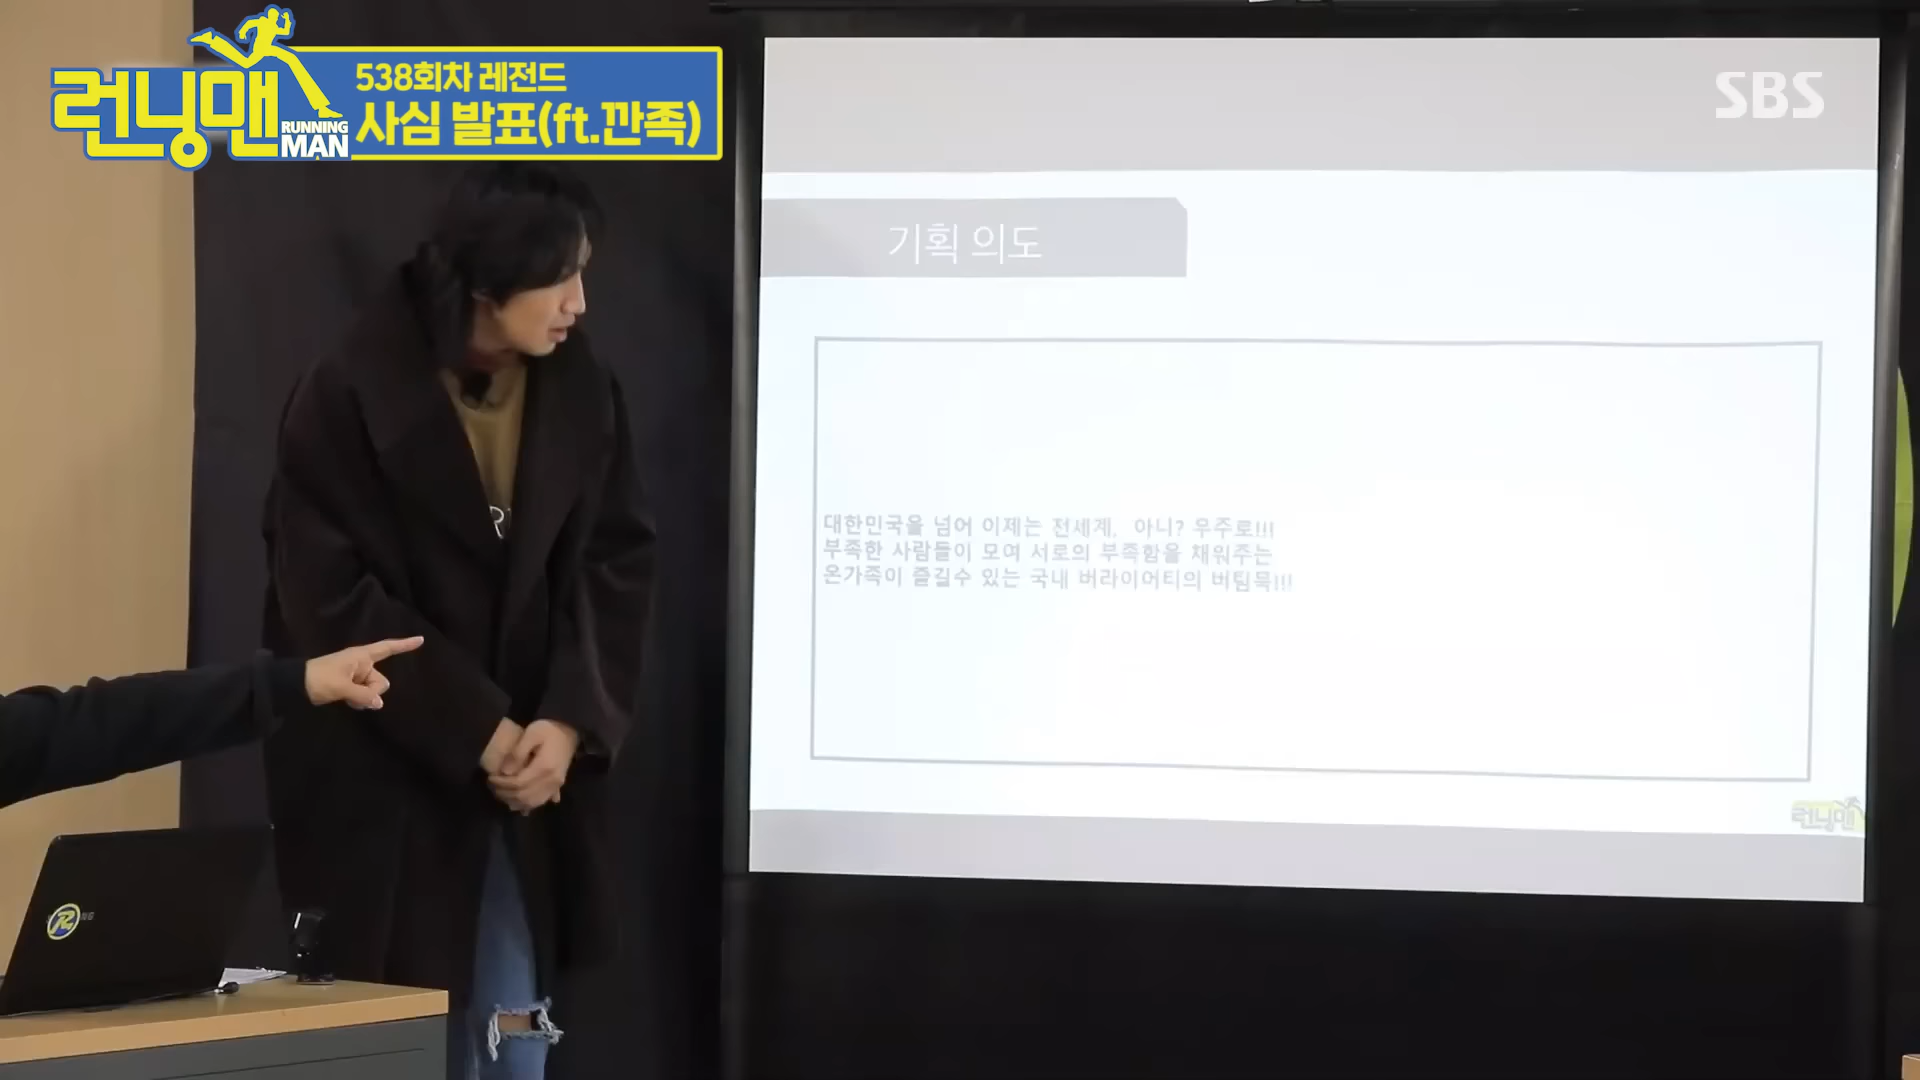 런닝맨
RUNNING
MAN
538회차 레전드
사심 발표(ft.깐족)
SBS
기획 의도
대한민국을 넘어 이제는 전세계, 아니? 우주로!!!
부족한 사람들이 모여 서로의 부족함을 채워주는
온가족이 즐길수 있는 국내 버라이어티의 버팀목!!!
런닝맨
R